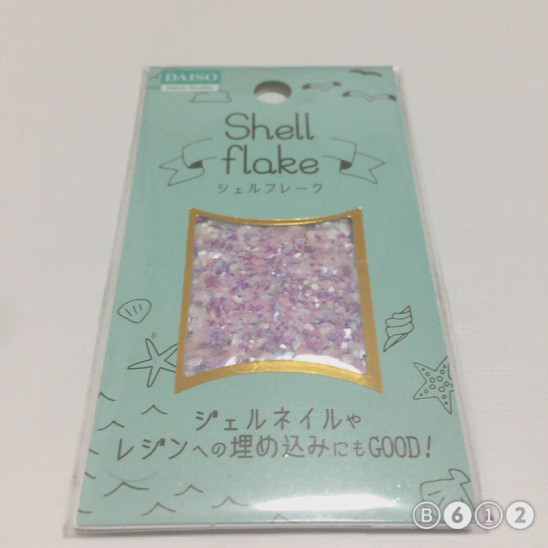 DAISO
Shell
flake
シェルフレーク
ジェルネイルや
レジンへの埋め込みにもGOOD!
B612